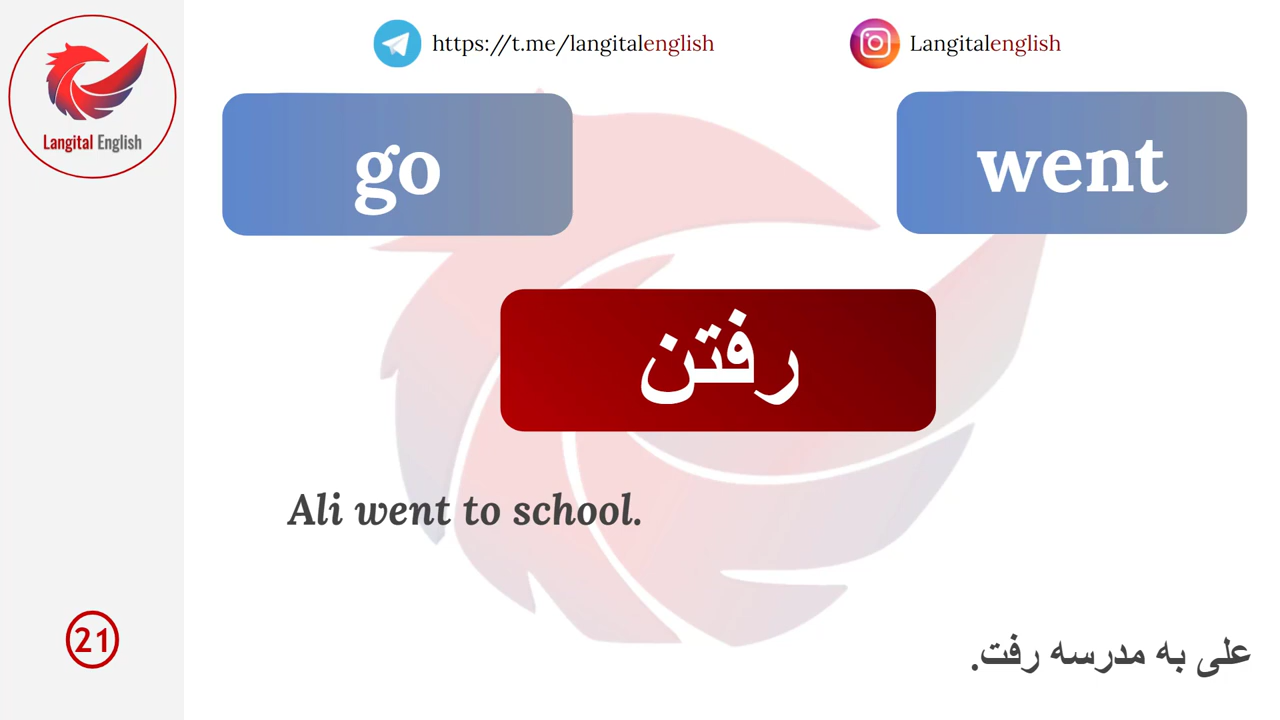 https://t.me/langitalenglish
Langitalenglish
Langital English
go
went
رفتن
Ali went to school.
علی به مدرسه رفت.
21